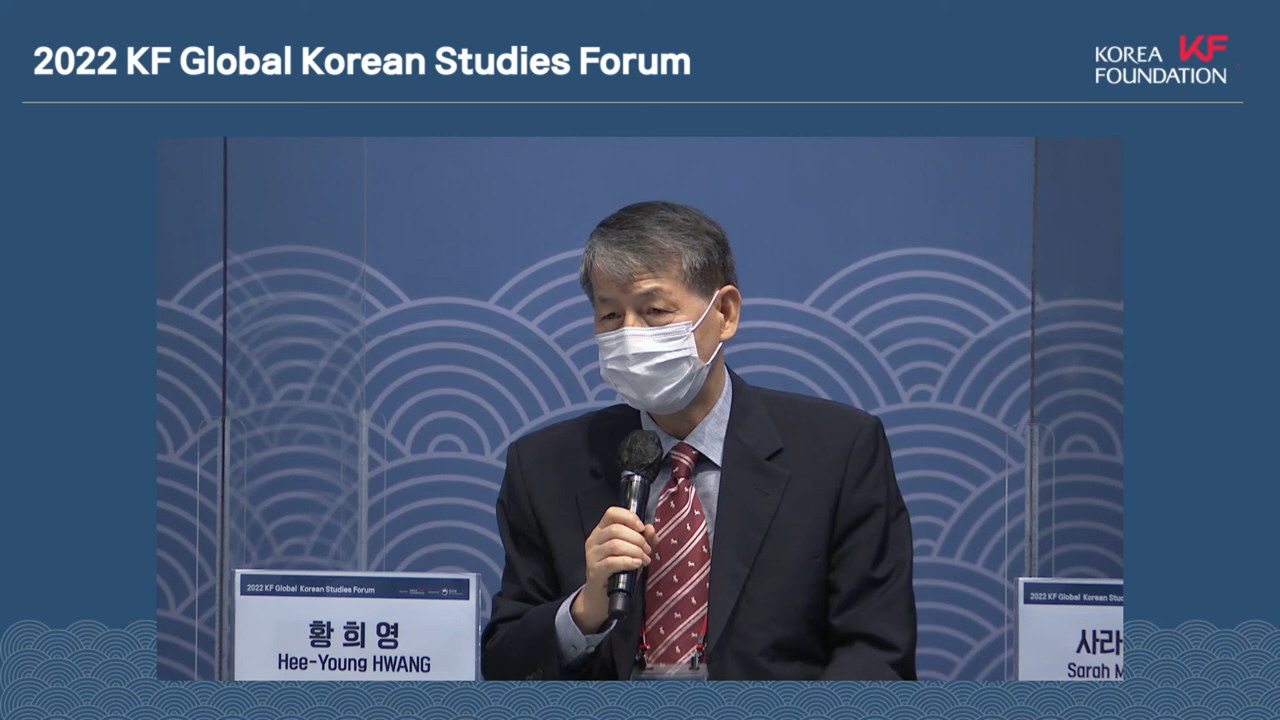 2022 KF Global Korean Studies Forum
KOREA KF
FOUNDATION
2022 KF Global Korean Studies Forum
황 희 영
Hee-Young HWANG
2022 KF Global Korean Stud
사라
Sarah M